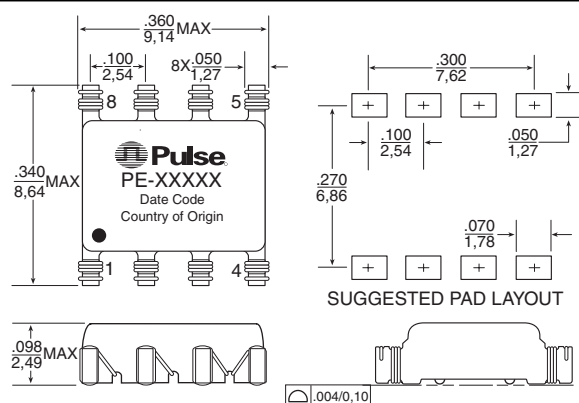 .360
9,14 MAX
.100
2,54
8X .050
1,27
8
5
.340
8,64 MAX
Pulse
PE-XXXXX
Date Code
Country of Origin
1
4
.300
7,62
.100
2,54
.050
1,27
.270
6,86
.070
1,78
SUGGESTED PAD LAYOUT
.098
2,49 MAX
.004/0,10